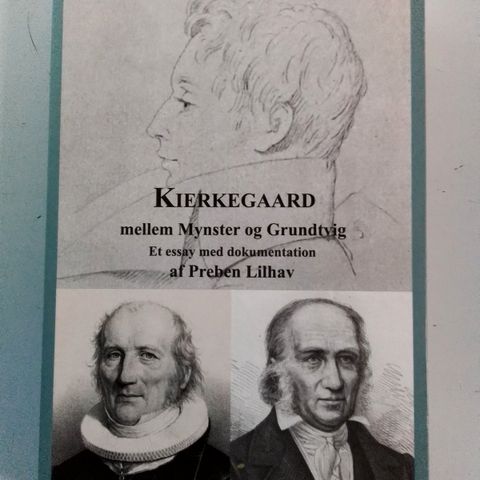 KIERKEGAARD
mellem Mynster og Grundtvig
Et essay med dokumentation
af Preben Lilhav